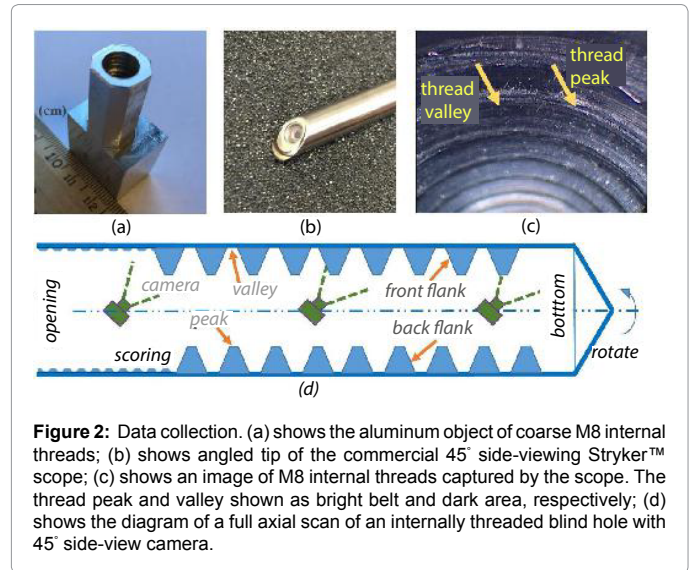 (cm)
10 11 12
thread
peak
thread
valley
(a)
(b)
(c)
opening
camera
valley
front flank
botttom
peak
back flank
scoring
rotate
(d)
Figure 2: Data collection. (a) shows the aluminum object of coarse M8 internal
threads; (b) shows angled tip of the commercial 45° side-viewing Stryker™
scope; (c) shows an image of M8 internal threads captured by the scope. The
thread peak and valley shown as bright belt and dark area, respectively; (d)
shows the diagram of a full axial scan of an internally threaded blind hole with
45° side-view camera.